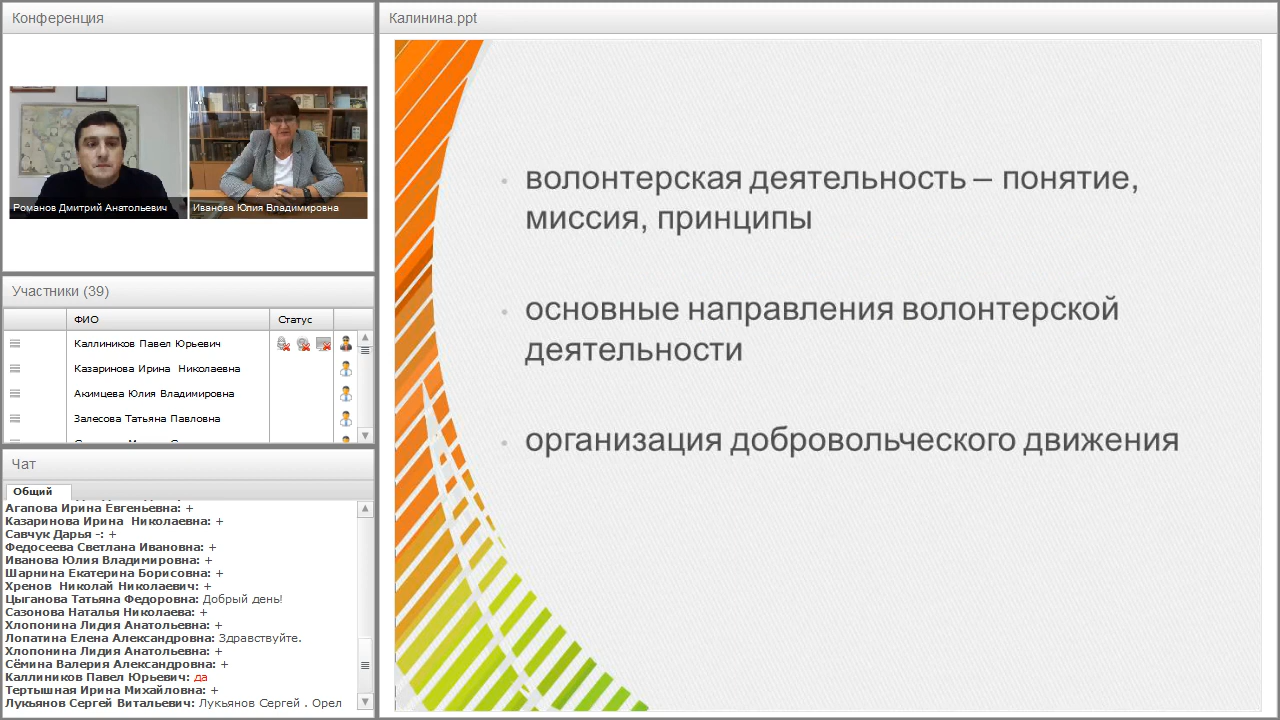 Конференция
Романов Дмитрий Анатольевич
Иванова Юлия Владимировна
Участники (39)
ФИО
Статус
Каллиников Павел Юрьевич
Казаринова Ирина Николаевна
Акимцева Юлия Владимировна
Залесова Татьяна Павловна
Чат
Общий
Агапова Ирина Евгеньевна: +
Казаринова Ирина Николаевна: +
Савчук Дарья -: +
Федосеева Светлана Ивановна: +
Иванова Юлия Владимировна: +
Шарнина Екатерина Борисовна: +
Хренов Николай Николаевич: +
Цыганова Татьяна Федоровна: Добрый день!
Сазонова Наталья Николаева: +
Хлопонина Лидия Анатольевна: +
Лопатина Елена Александровна: Здравствуйте.
Хлопонина Лидия Анатольевна: +
Сёмина Валерия Александровна: +
Каллиников Павел Юрьевич: да
Тертышная Ирина Михайловна: +
Лукьянов Сергей Витальевич: Лукьянов Сергей . Орел
Калинина.ppt
волонтерская деятельность – понятие,
миссия, принципы
основные направления волонтерской
деятельности
организация добровольческого движения